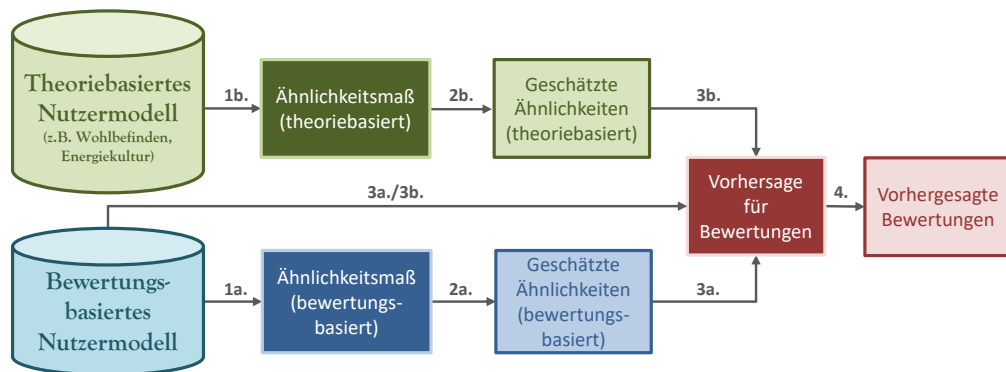 Theoriebasiertes
Nutzermodell
(z.B. Wohlbefinden,
Energiekultur)
1b.
Ähnlichkeitsmaß
(theoriebasiert)
2b.
Geschätzte
Ähnlichkeiten
(theoriebasiert)
3b.
3a./3b.
Vorhersage
für
Bewertungen
4.
Vorhergesagte
Bewertungen
Bewertungs-
basiertes
Nutzermodell
1a.
Ähnlichkeitsmaß
(bewertungs-
basiert)
2a.
Geschätzte
Ähnlichkeiten
(bewertungs-
basiert)
3a.